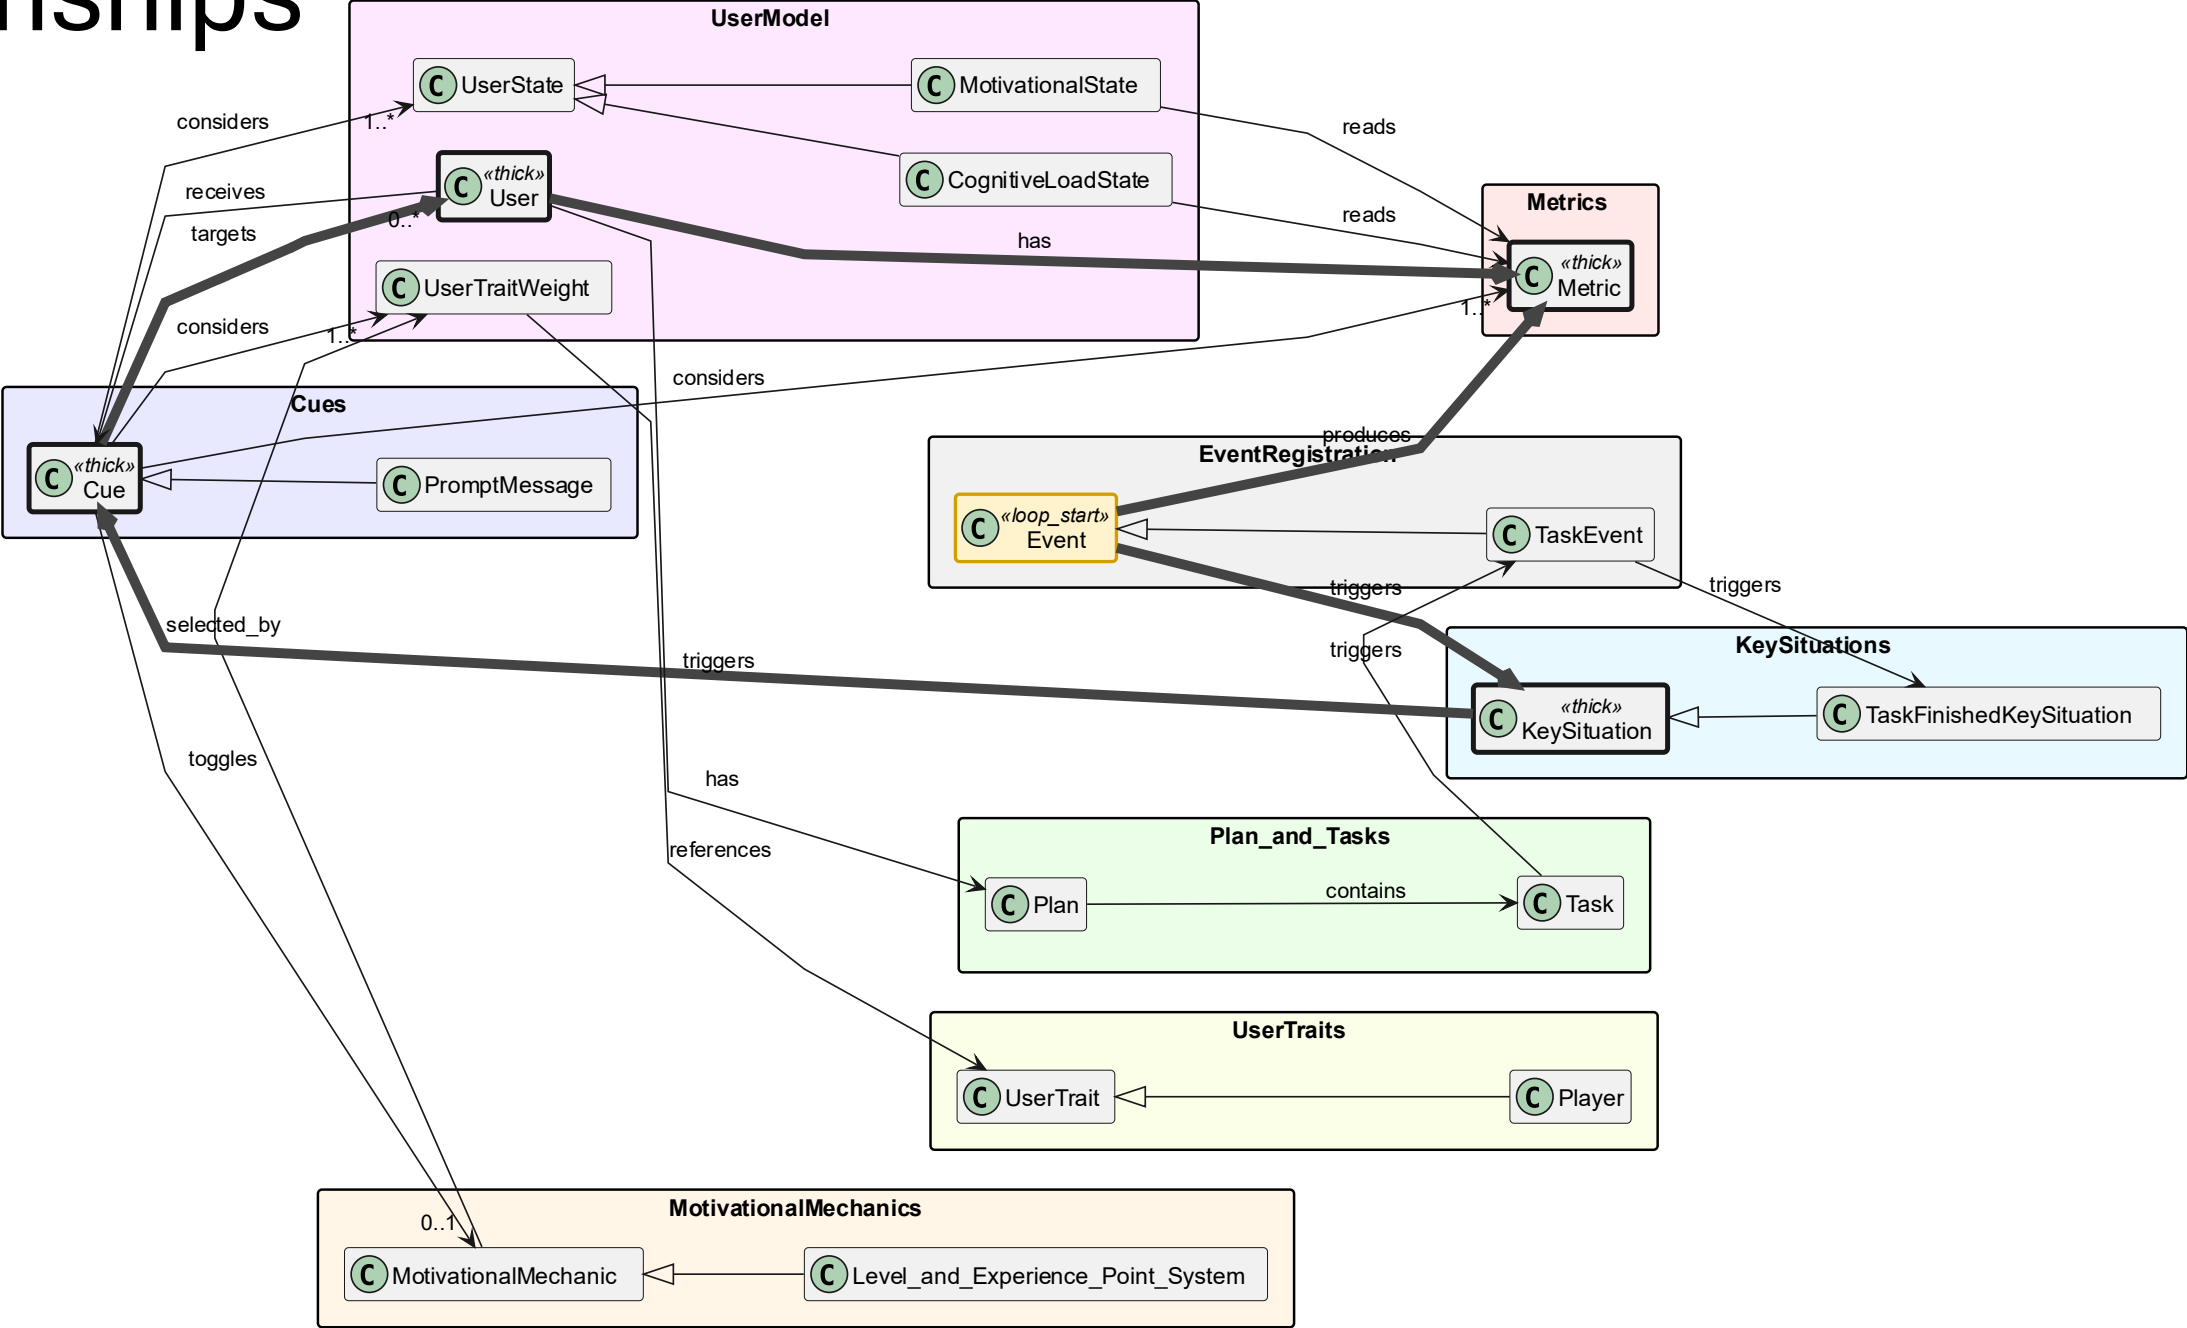 nships
UserModel
C UserState
C MotivationalState
considers
1..*
reads
C «thick»
User
C CognitiveLoadState
receives
targets
0..*
reads
has
Metrics
C «thick»
Metric
1..*
C UserTraitWeight
considers
1..*
considers
Cues
C «thick»
Cue
C PromptMessage
produces
EventRegistration
C «loop_start»
Event
C TaskEvent
triggers
triggers
triggers
selected_by
triggers
KeySituations
C «thick»
KeySituation
C TaskFinishedKeySituation
toggles
has
references
Plan_and_Tasks
C Plan
contains
C Task
UserTraits
C UserTrait
C Player
MotivationalMechanics
0..1
C MotivationalMechanic
C Level_and_Experience_Point_System